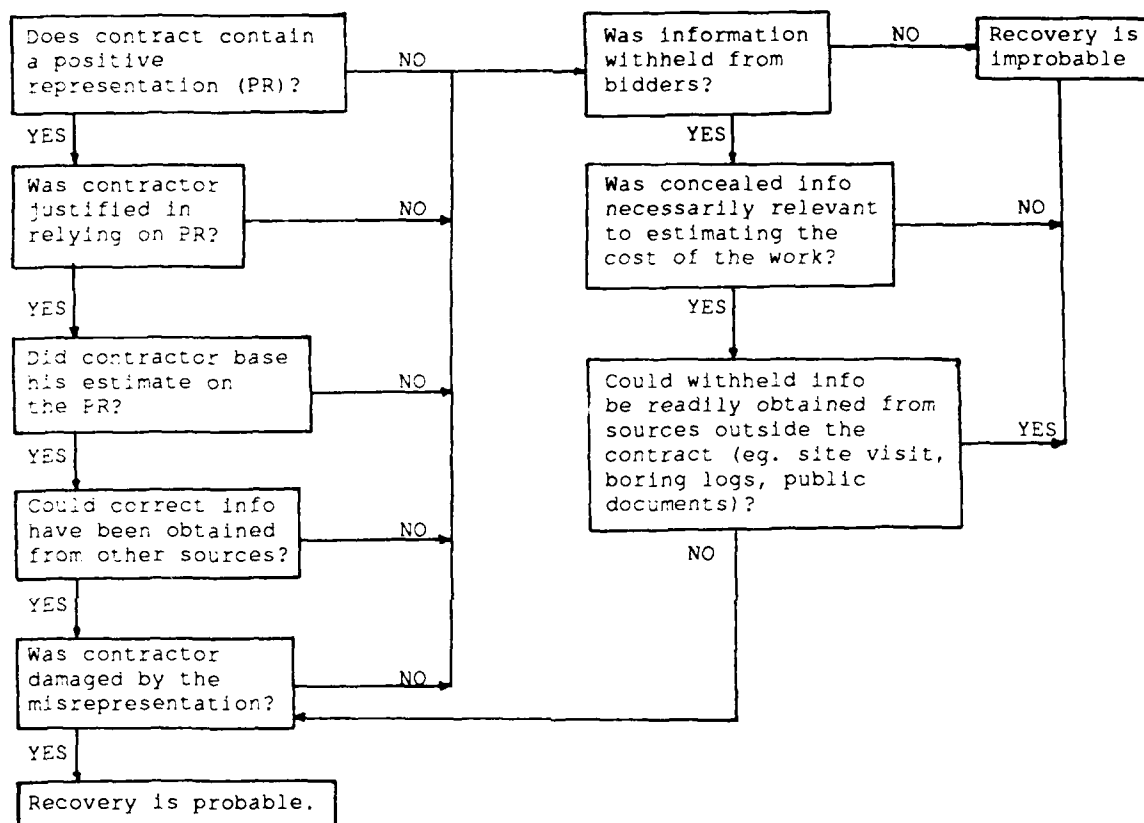 Does contract contain
a positive
representation (PR)?
NO
YES
Was contractor
justified in
relying on PR?
NO
YES
Did contractor base
his estimate on
the PR?
NO
YES
Could correct info
have been obtained
from other sources?
NO
YES
Was contractor
damaged by the
misrepresentation?
NO
YES
Recovery is probable.
Was information
withheld from
bidders?
NO
Recovery is
improbable
YES
Was concealed info
necessarily relevant
to estimating the
cost of the work?
NO
YES
Could withheld info
be readily obtained from
sources outside the
contract (eg. site visit,
boring logs, public
documents)?
YES
NO